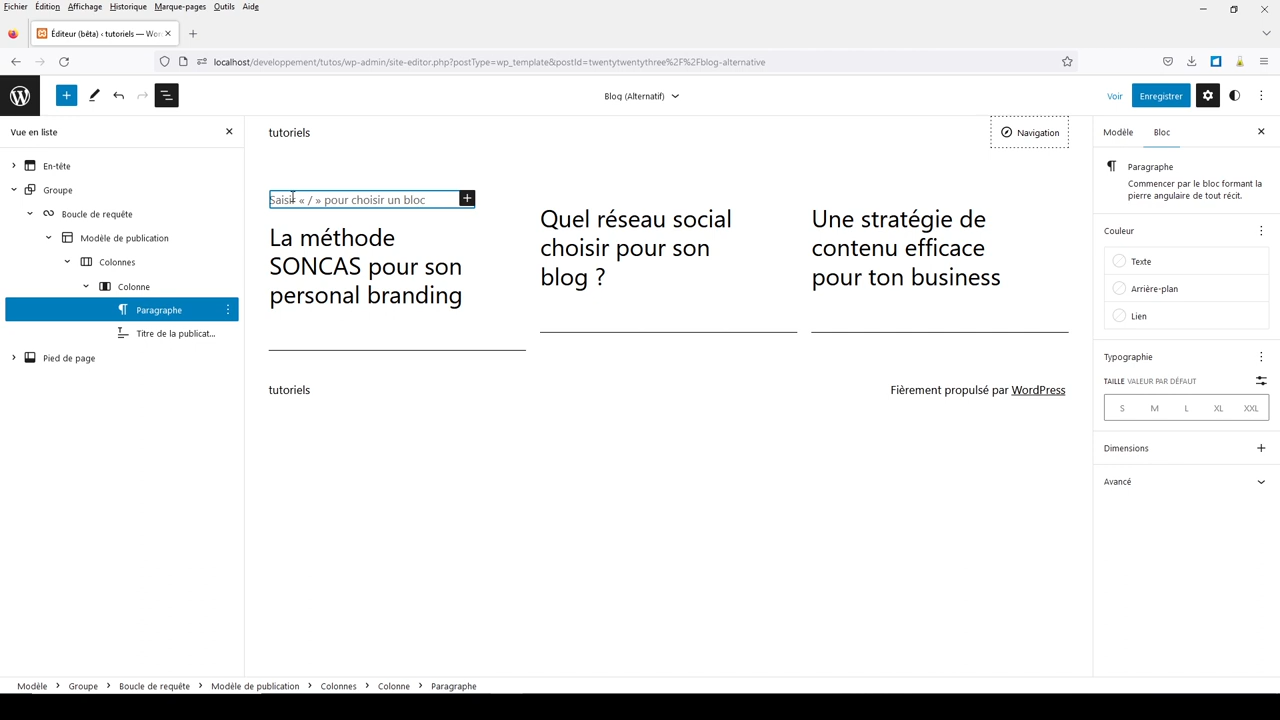 Fichier Édition Affichage Historique Marque-pages Outils Aide
Éditeur (bêta) ‹ tutoriels — Wor
localhost/developpement/tutos/wp-admin/site-editor.php?postType=wp_template&postId=twentytwentythree%2F%2Fblog-alternative
Blog (Alternatif)
Voir
Enregistrer
Vue en liste
En-tête
Groupe
Boucle de requête
Modèle de publication
Colonnes
Colonne
Paragraphe
Titre de la publicat...
Pied de page
tutoriels
Navigation
Saisir « / » pour choisir un bloc
La méthode
SONCAS pour son
personal branding
Quel réseau social
choisir pour son
blog ?
Une stratégie de
contenu efficace
pour ton business
tutoriels
Fièrement propulsé par WordPress
Modèle
Bloc
Paragraphe
Commencer par le bloc formant la
pierre angulaire de tout récit.
Couleur
Texte
Arrière-plan
Lien
Typographie
TAILLE VALEUR PAR DÉFAUT
S M L XL XXL
Dimensions
Avancé
Modèle > Groupe > Boucle de requête > Modèle de publication > Colonnes > Colonne > Paragraphe